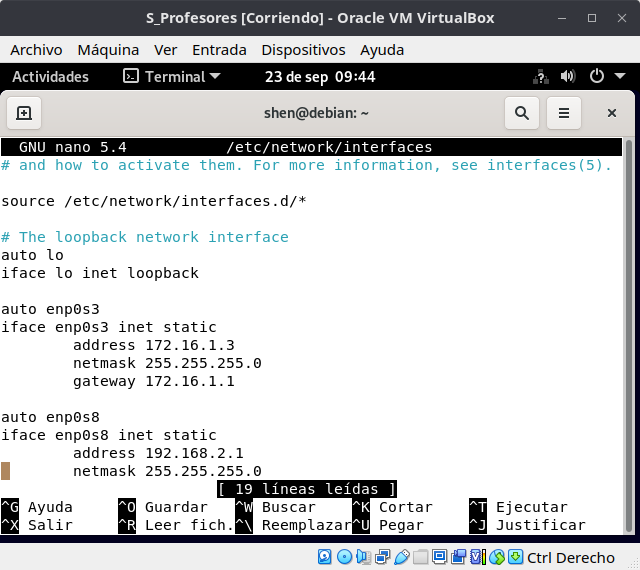 S_Profesores [Corriendo] - Oracle VM VirtualBox
Archivo Máquina Ver Entrada Dispositivos Ayuda
Actividades Terminal 23 de sep 09:44
shen@debian: ~
GNU nano 5.4 /etc/network/interfaces
# and how to activate them. For more information, see interfaces(5).
source /etc/network/interfaces.d/*
# The loopback network interface
auto lo
iface lo inet loopback
auto enp0s3
iface enp0s3 inet static
address 172.16.1.3
netmask 255.255.255.0
gateway 172.16.1.1
auto enp0s8
iface enp0s8 inet static
address 192.168.2.1
netmask 255.255.255.0
[ 19 líneas leídas ]
^G Ayuda ^O Guardar ^W Buscar ^K Cortar ^T Ejecutar
^X Salir ^R Leer fich. ^\ Reemplazar ^U Pegar ^J Justificar
Ctrl Derecho